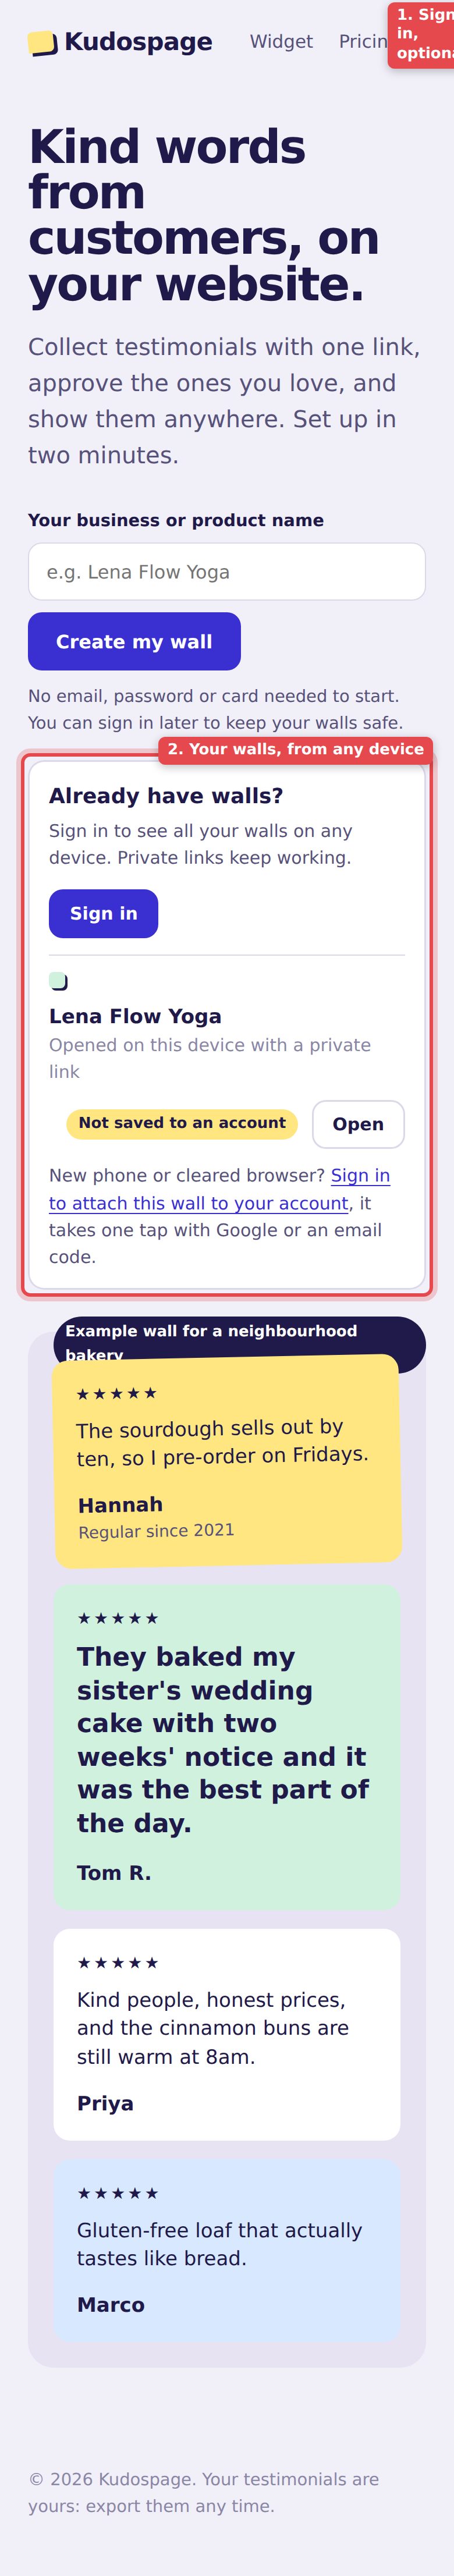 Kudospage
Widget
Pricin
1. Sign
in,
optiona
Kind words
from
customers, on
your website.
Collect testimonials with one link,
approve the ones you love, and
show them anywhere. Set up in
two minutes.
Your business or product name
e.g. Lena Flow Yoga
Create my wall
No email, password or card needed to start.
You can sign in later to keep your walls safe.
2. Your walls, from any device
Already have walls?
Sign in to see all your walls on any
device. Private links keep working.
Sign in
Lena Flow Yoga
Opened on this device with a private
link
Not saved to an account
Open
New phone or cleared browser? Sign in
to attach this wall to your account, it
takes one tap with Google or an email
code.
Example wall for a neighbourhood
bakery
★★★★★
The sourdough sells out by
ten, so I pre-order on Fridays.
Hannah
Regular since 2021
★★★★★
They baked my
sister's wedding
cake with two
weeks' notice and it
was the best part of
the day.
Tom R.
★★★★★
Kind people, honest prices,
and the cinnamon buns are
still warm at 8am.
Priya
★★★★★
Gluten-free loaf that actually
tastes like bread.
Marco
© 2026 Kudospage. Your testimonials are
yours: export them any time.